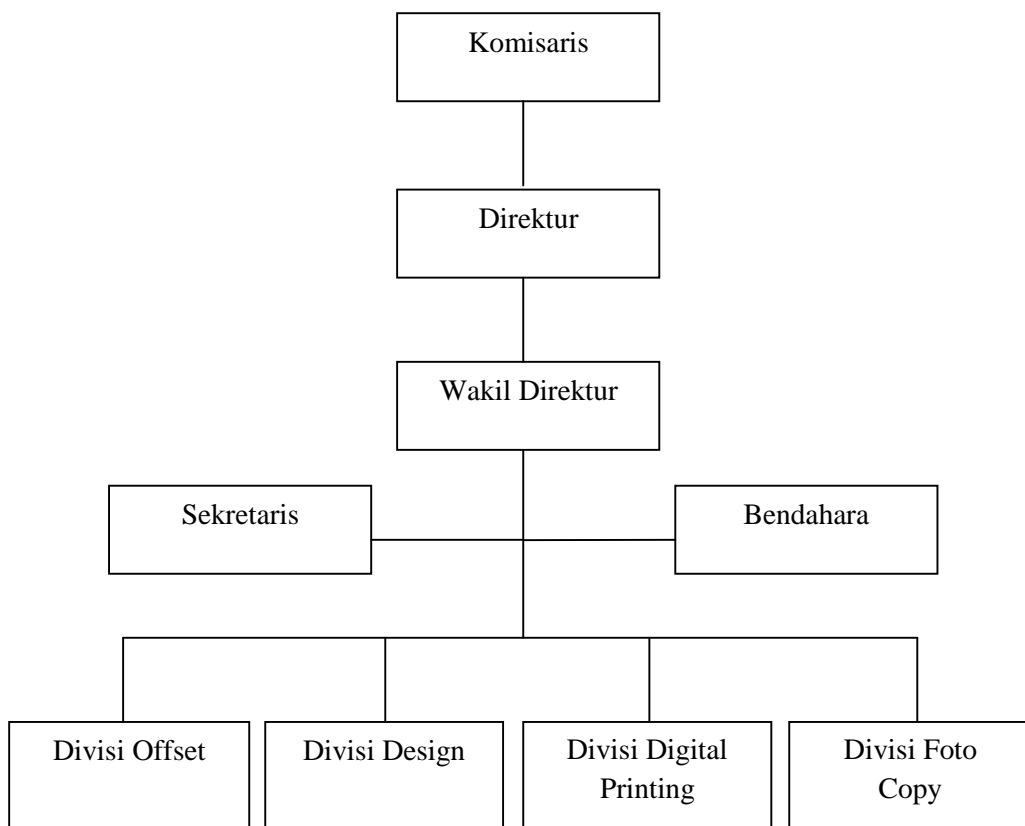 Komisaris
Direktur
Wakil Direktur
Sekretaris
Bendahara
Divisi Offset
Divisi Design
Divisi Digital
Printing
Divisi Foto
Copy